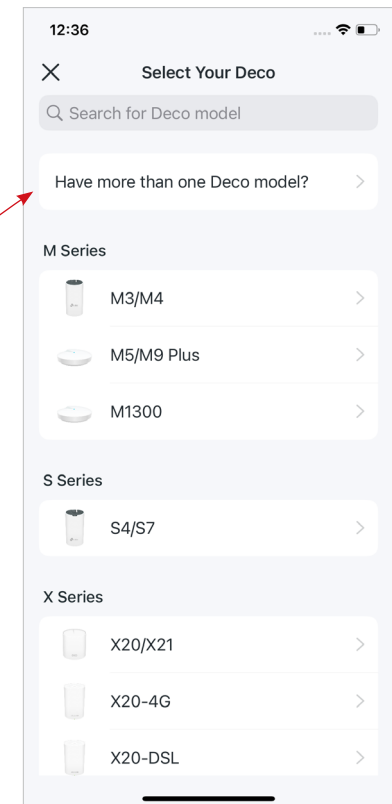 12:36
Select Your Deco
Search for Deco model
Have more than one Deco model?
M Series
M3/M4
M5/M9 Plus
M1300
S Series
S4/S7
X Series
X20/X21
X20-4G
X20-DSL